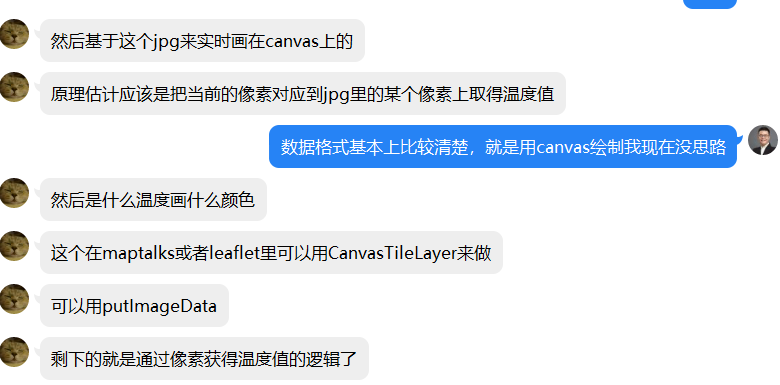 然后基于这个jpg来实时画在canvas上的
原理估计应该是把当前的像素对应到jpg里的某个像素上取得温度值
数据格式基本上比较清楚，就是用canvas绘制我现在没思路
然后是什么温度画什么颜色
这个在maptalks或者leaflet里可以用CanvasTileLayer来做
可以用putImageData
剩下的就是通过像素获得温度值的逻辑了